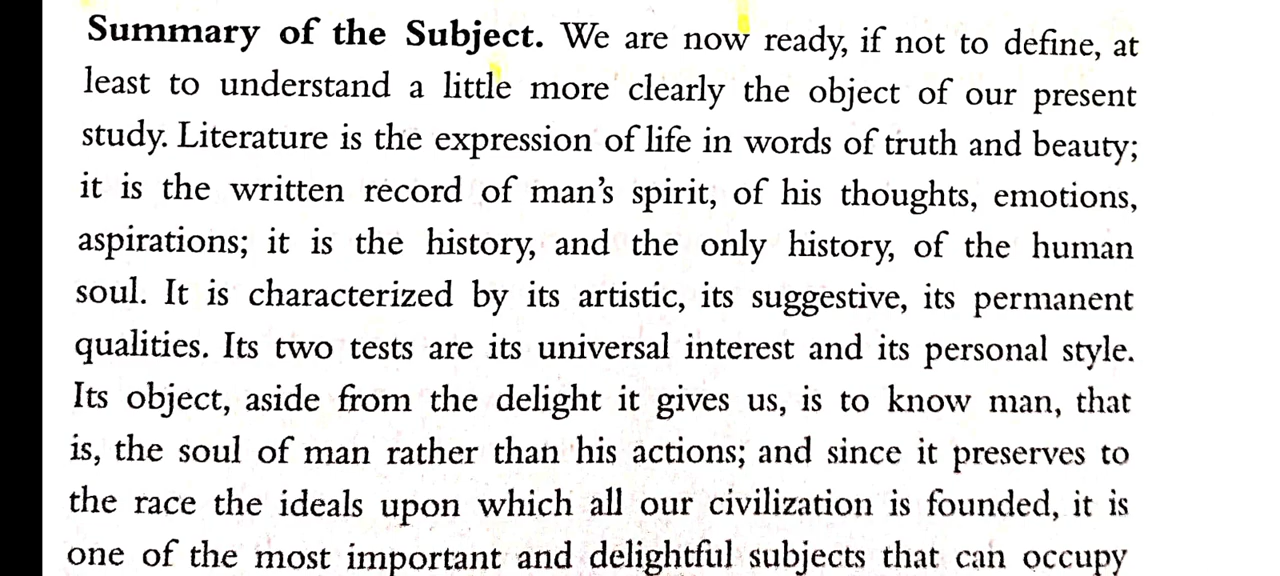 Summary of the Subject. We are now ready, if not to define, at
least to understand a little more clearly the object of our present
study. Literature is the expression of life in words of truth and beauty;
it is the written record of man's spirit, of his thoughts, emotions,
aspirations; it is the history, and the only history, of the human
soul. It is characterized by its artistic, its suggestive, its permanent
qualities. Its two tests are its universal interest and its personal style.
Its object, aside from the delight it gives us, is to know man, that
is, the soul of man rather than his actions; and since it preserves to
the race the ideals upon which all our civilization is founded, it is
one of the most important and delightful subjects that can occupy